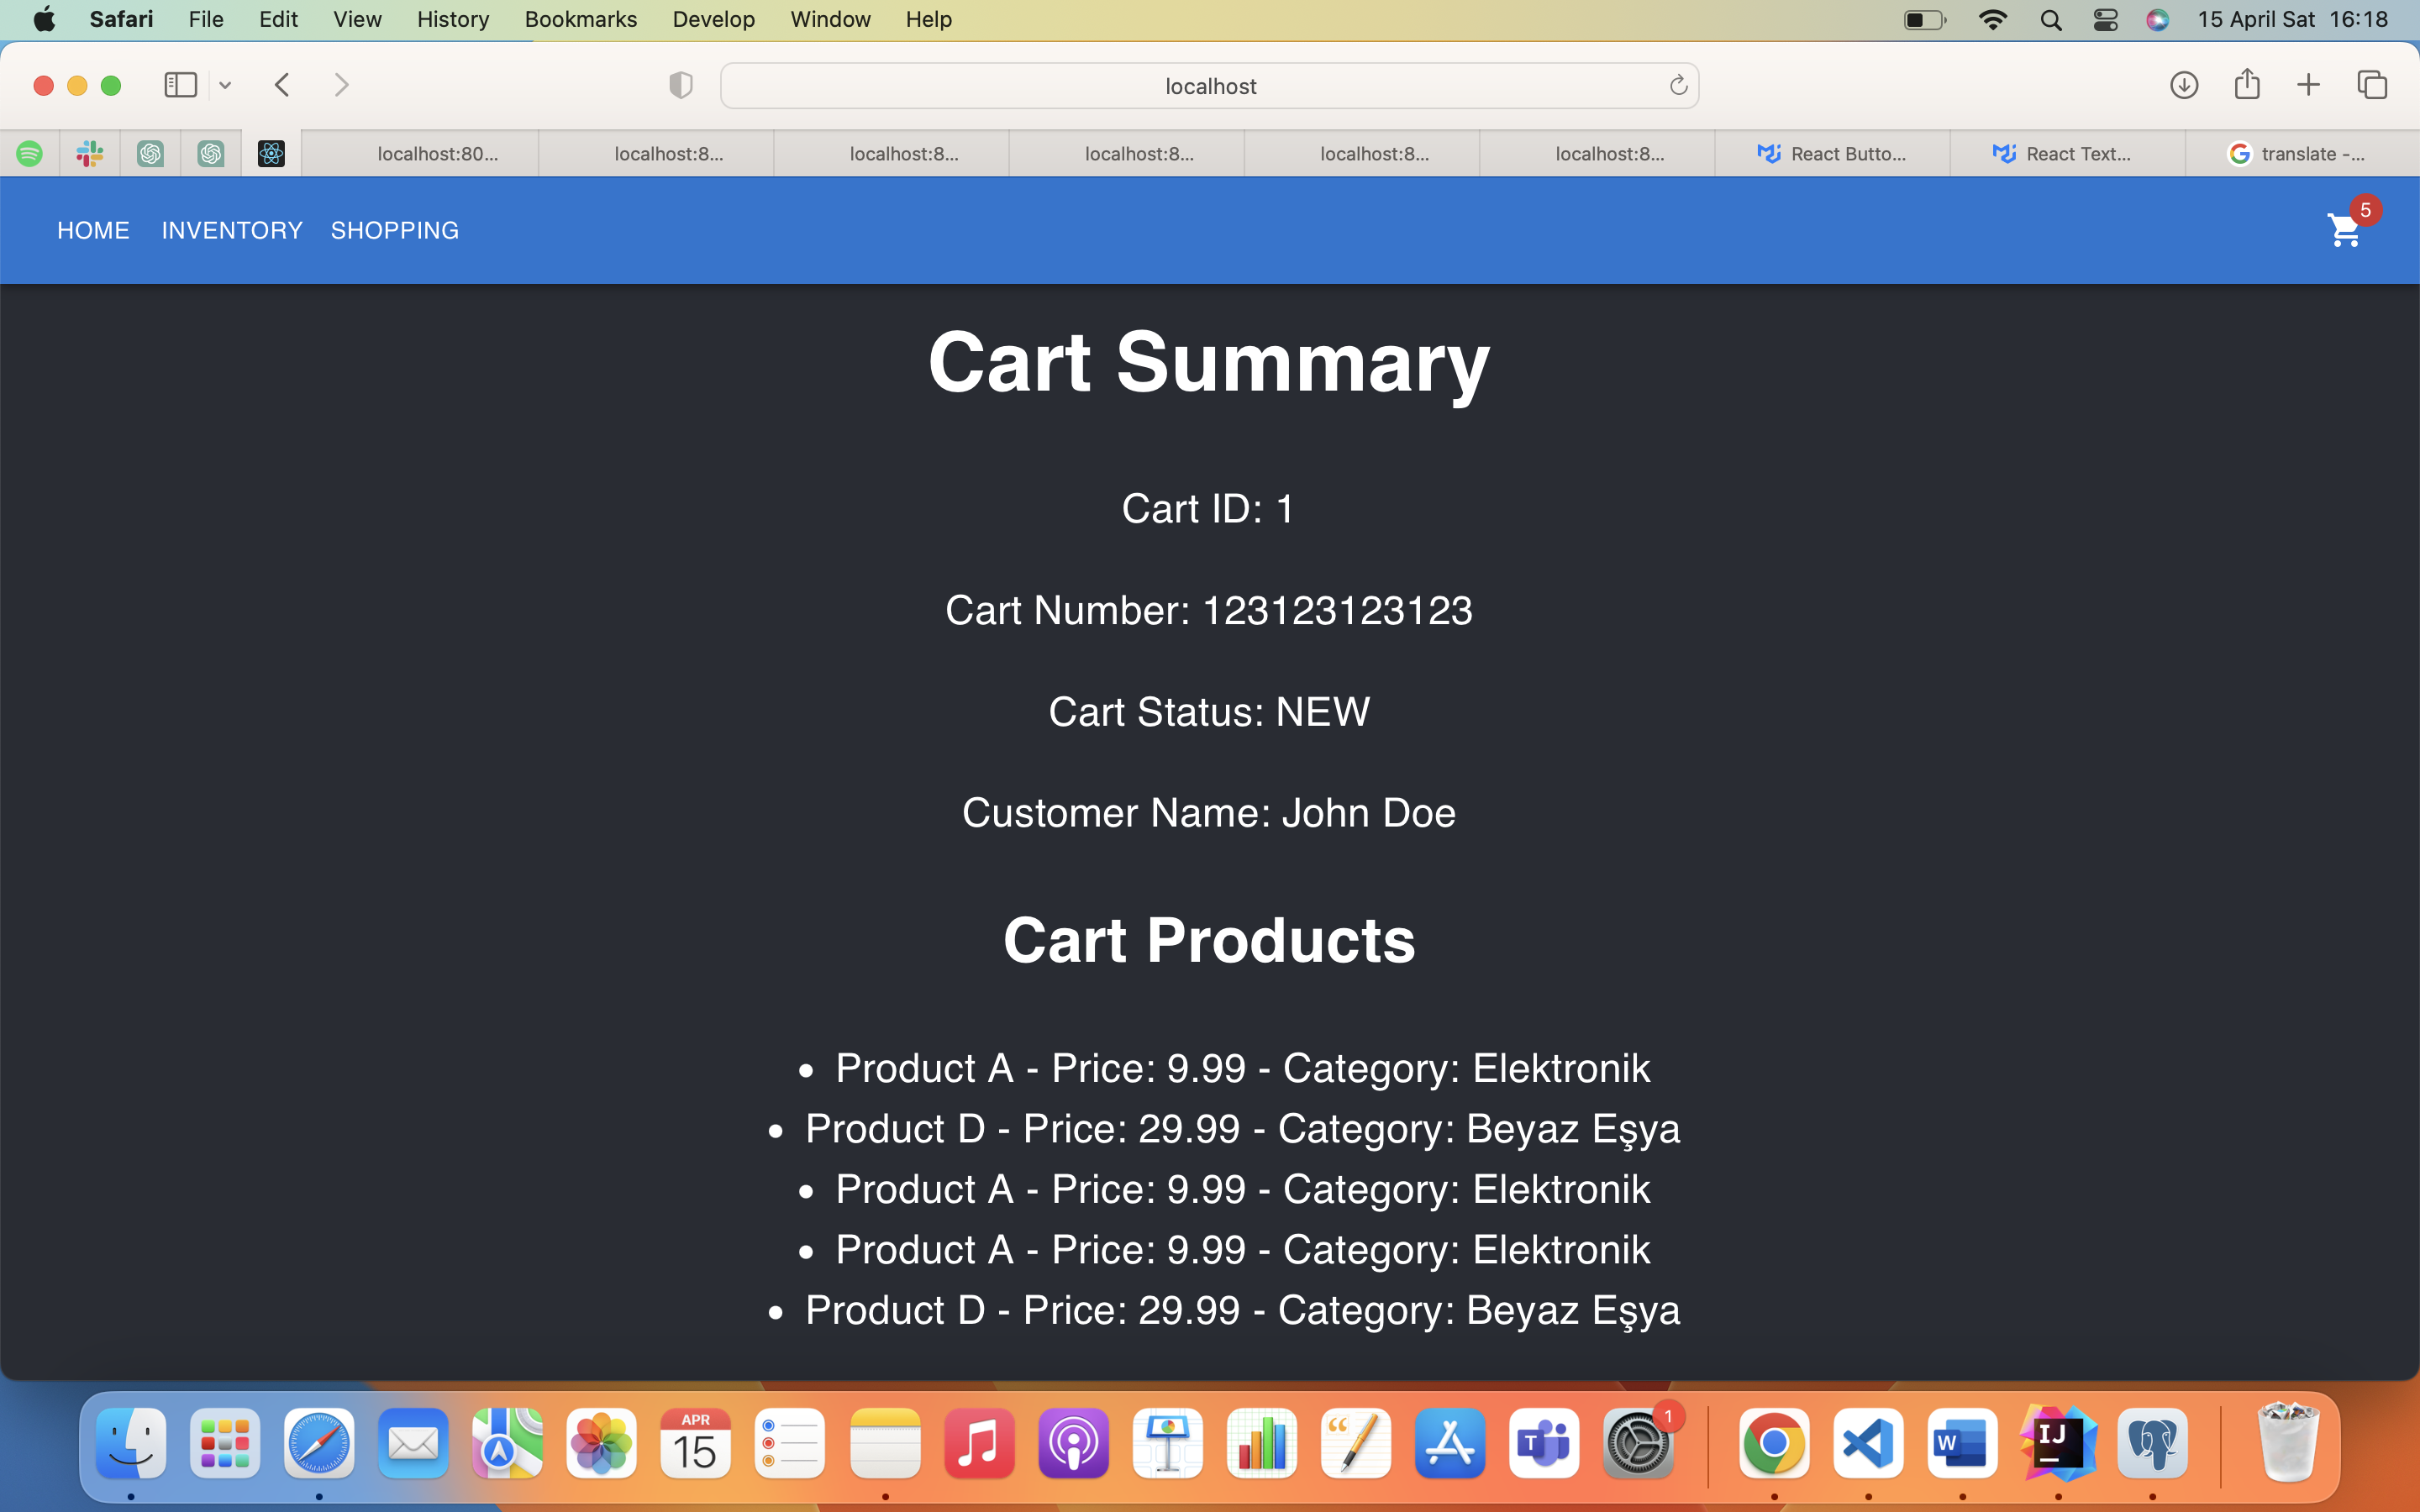 Safari File Edit View History Bookmarks Develop Window Help 15 April Sat 16:18
localhost
localhost:80... localhost:8... localhost:8... localhost:8... localhost:8... localhost:8... React Butto... React Text... translate -...
HOME INVENTORY SHOPPING 5
Cart Summary
Cart ID: 1
Cart Number: 123123123123
Cart Status: NEW
Customer Name: John Doe
Cart Products
• Product A - Price: 9.99 - Category: Elektronik
• Product D - Price: 29.99 - Category: Beyaz Eşya
• Product A - Price: 9.99 - Category: Elektronik
• Product A - Price: 9.99 - Category: Elektronik
• Product D - Price: 29.99 - Category: Beyaz Eşya
APR
15
T
1
W
IJ